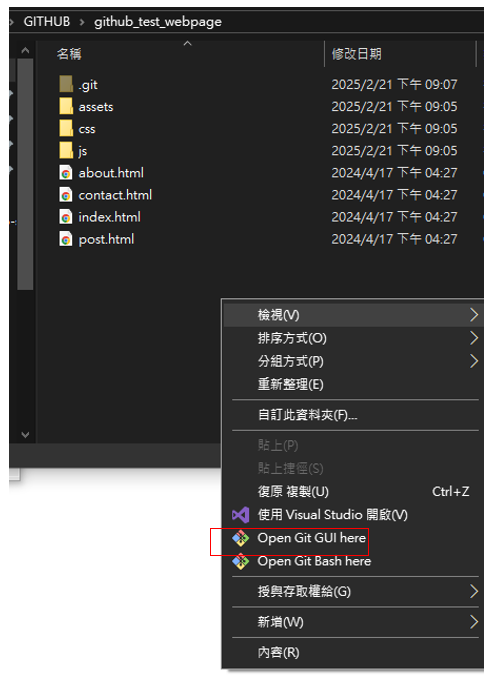 GITHUB > github_test_webpage
名稱 修改日期
.git 2025/2/21 下午 09:07
assets 2025/2/21 下午 09:05
css 2025/2/21 下午 09:05
js 2025/2/21 下午 09:05
about.html 2024/4/17 下午 04:27
contact.html 2024/4/17 下午 04:27
index.html 2024/4/17 下午 04:27
post.html 2024/4/17 下午 04:27
檢視(V)
排序方式(O)
分組方式(P)
重新整理(E)
自訂此資料夾(F)...
貼上(P)
貼上捷徑(S)
復原 複製(U) Ctrl+Z
使用 Visual Studio 開啟(V)
Open Git GUI here
Open Git Bash here
授與存取權給(G)
新增(W)
內容(R)